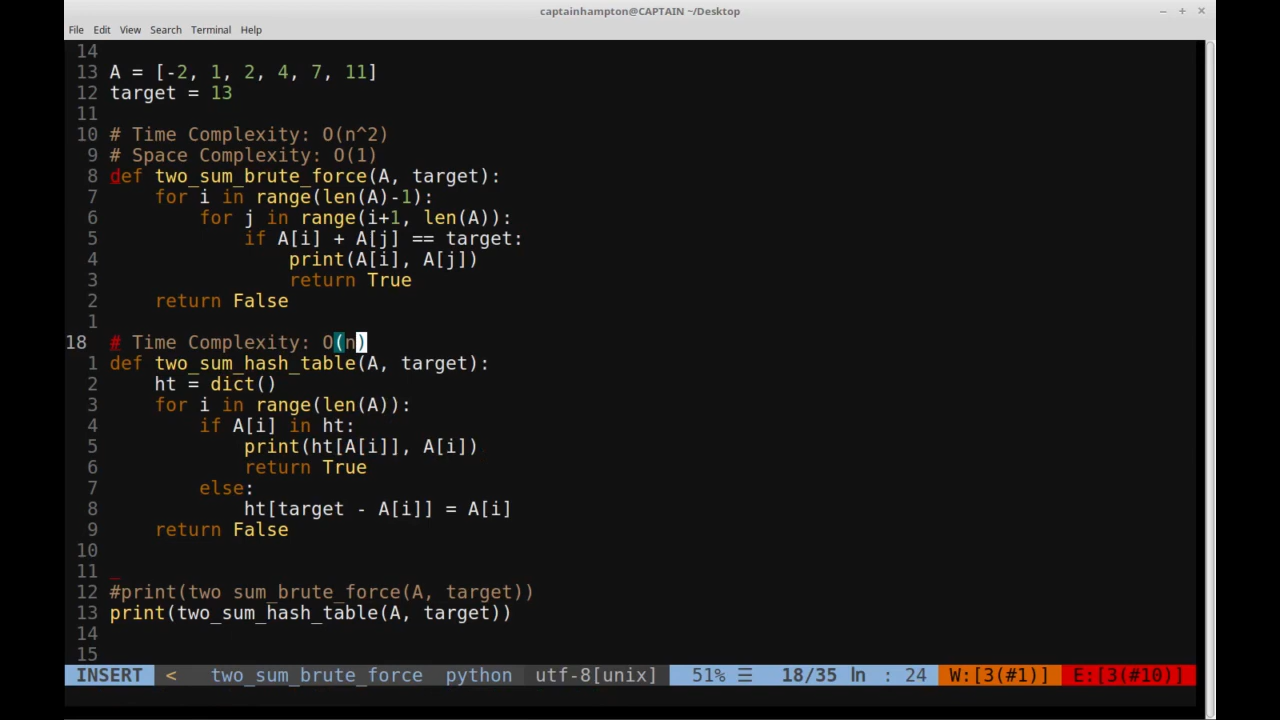 captainhampton@CAPTAIN ~/Desktop
File Edit View Search Terminal Help
14
13 A = [-2, 1, 2, 4, 7, 11]
12 target = 13
11
10 # Time Complexity: O(n^2)
9 # Space Complexity: O(1)
8 def two_sum_brute_force(A, target):
7     for i in range(len(A)-1):
6         for j in range(i+1, len(A)):
5             if A[i] + A[j] == target:
4                 print(A[i], A[j])
3                 return True
2     return False
1
18 # Time Complexity: O(n)
1 def two_sum_hash_table(A, target):
2     ht = dict()
3     for i in range(len(A)):
4         if A[i] in ht:
5             print(ht[A[i]], A[i])
6             return True
7         else:
8             ht[target - A[i]] = A[i]
9     return False
10
11
12 #print(two sum_brute_force(A, target))
13 print(two_sum_hash_table(A, target))
14
15
INSERT < two_sum_brute_force python utf-8[unix] 51% ☰ 18/35 ln : 24 W:[3(#1)] E:[3(#10)]